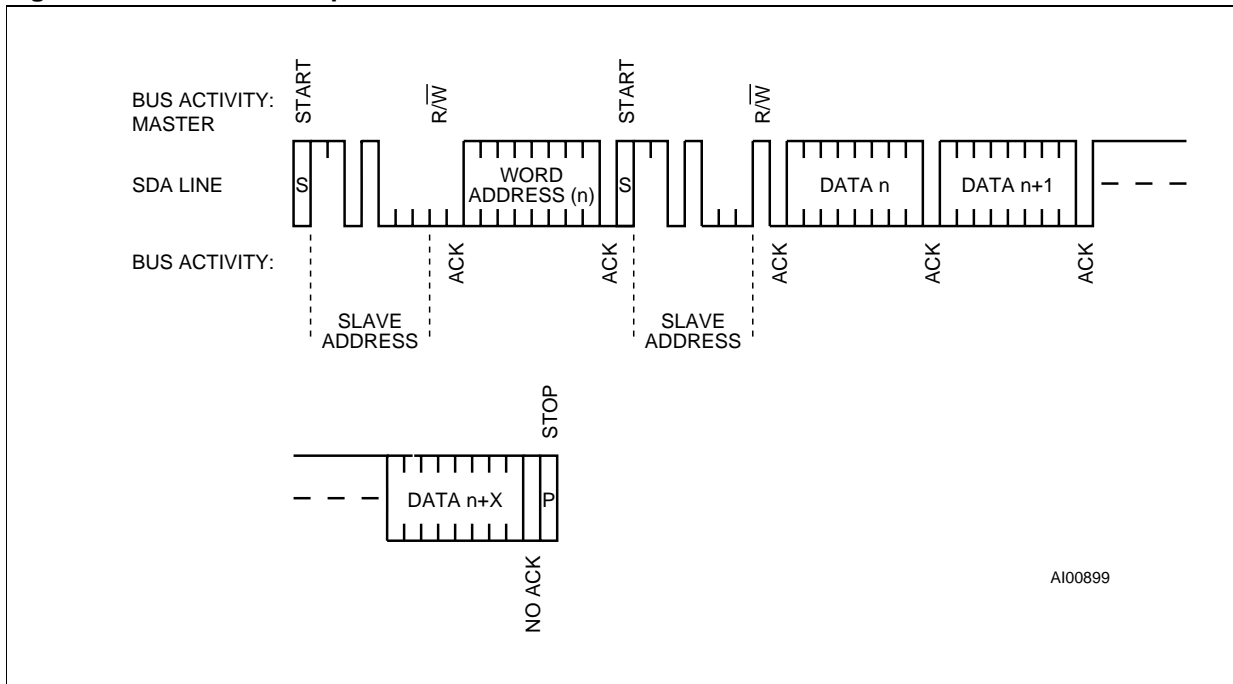 BUS ACTIVITY:
MASTER
START
R/W
START
R/W
SDA LINE
S
WORD
ADDRESS (n)
S
DATA n
DATA n+1
BUS ACTIVITY:
ACK
ACK
ACK
ACK
ACK
SLAVE
ADDRESS
SLAVE
ADDRESS
STOP
DATA n+X
P
NO ACK
AI00899